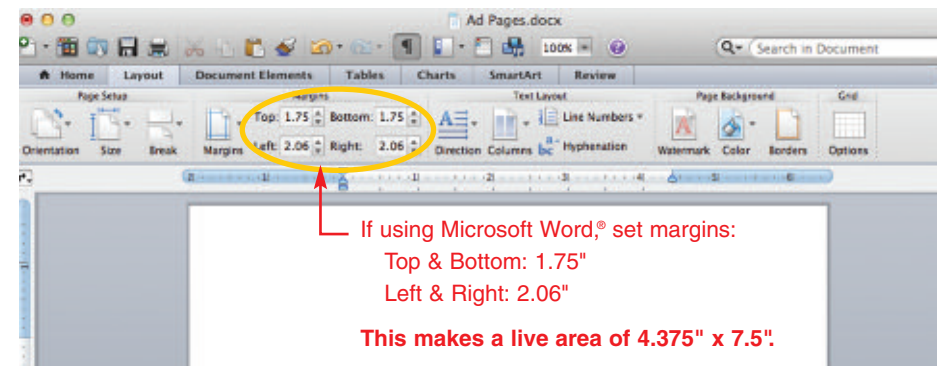 Ad Pages.docx
100%
Search in Document
Home Layout Document Elements Tables Charts SmartArt Review
Page Setup Margins Text Layout Page Background Grid
Top: 1.75 Bottom: 1.75 Line Numbers
Left: 2.06 Right: 2.06 Hyphenation
Orientation Size Break Margins Direction Columns Watermark Color Borders Options
If using Microsoft Word,® set margins:
Top & Bottom: 1.75"
Left & Right: 2.06"
This makes a live area of 4.375" x 7.5".